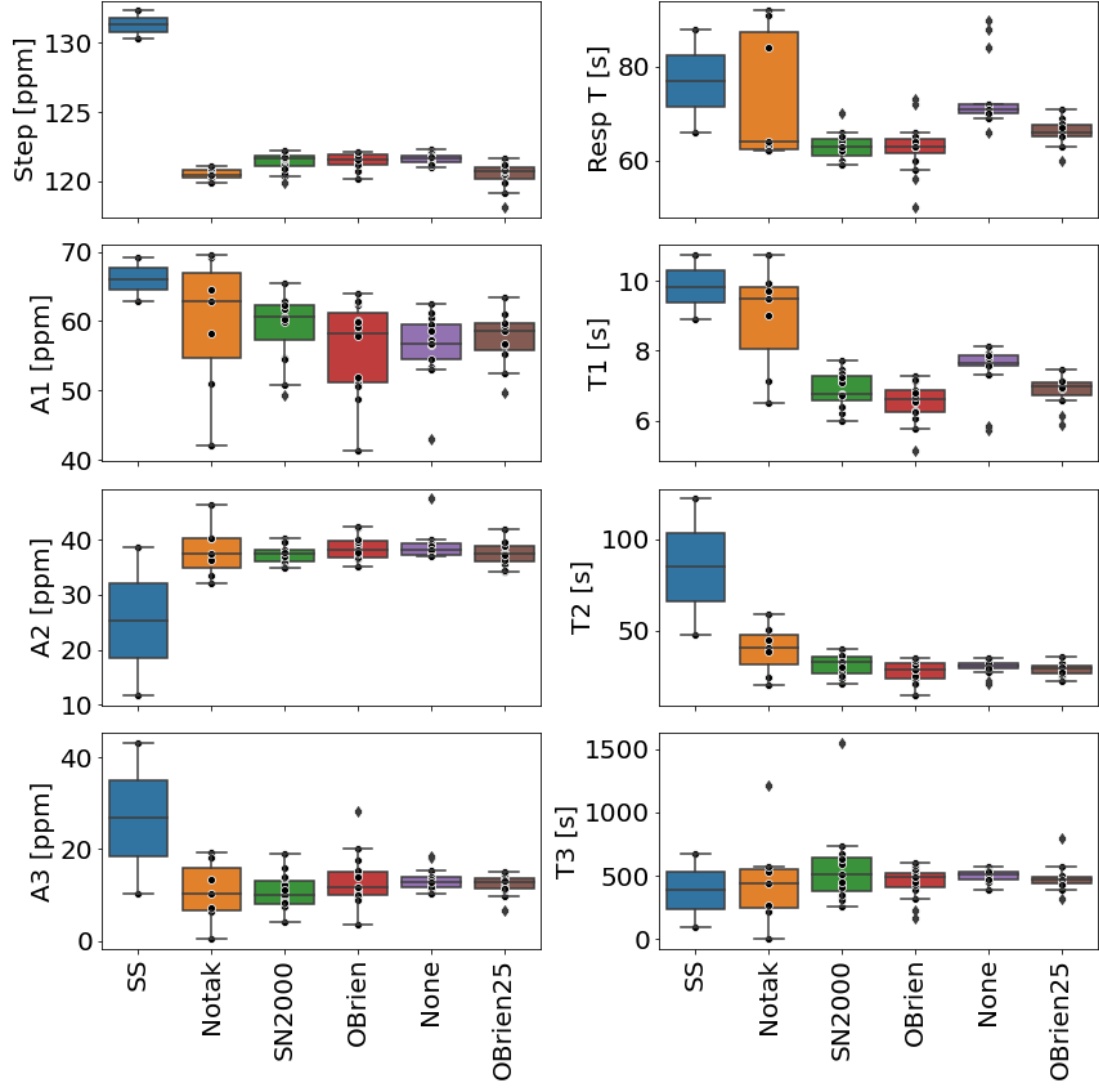 Step [ppm]
130
125
120
Resp T [s]
80
60
A1 [ppm]
70
60
50
40
T1 [s]
10
8
6
A2 [ppm]
40
30
20
10
T2 [s]
100
50
A3 [ppm]
40
20
0
T3 [s]
1500
1000
500
0
SS
Notak
SN2000
OBrien
None
OBrien25
SS
Notak
SN2000
OBrien
None
OBrien25